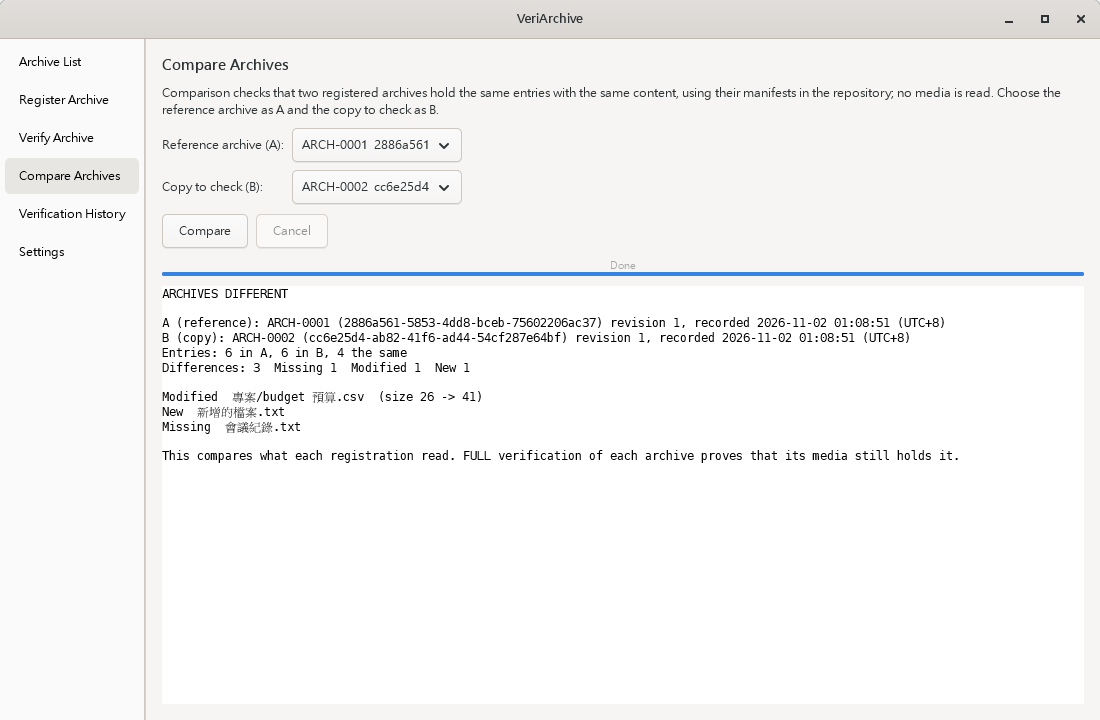 VeriArchive
Archive List
Register Archive
Verify Archive
Compare Archives
Verification History
Settings
Compare Archives
Comparison checks that two registered archives hold the same entries with the same content, using their manifests in the repository; no media is read. Choose the
reference archive as A and the copy to check as B.
Reference archive (A): ARCH-0001 2886a561
Copy to check (B): ARCH-0002 cc6e25d4
Compare Cancel
Done
ARCHIVES DIFFERENT
A (reference): ARCH-0001 (2886a561-5853-4dd8-bceb-75602206ac37) revision 1, recorded 2026-11-02 01:08:51 (UTC+8)
B (copy): ARCH-0002 (cc6e25d4-ab82-41f6-ad44-54cf287e64bf) revision 1, recorded 2026-11-02 01:08:51 (UTC+8)
Entries: 6 in A, 6 in B, 4 the same
Differences: 3  Missing 1  Modified 1  New 1
Modified  專案/budget 預算.csv  (size 26 -> 41)
New  新增的檔案.txt
Missing  會議紀錄.txt
This compares what each registration read. FULL verification of each archive proves that its media still holds it.